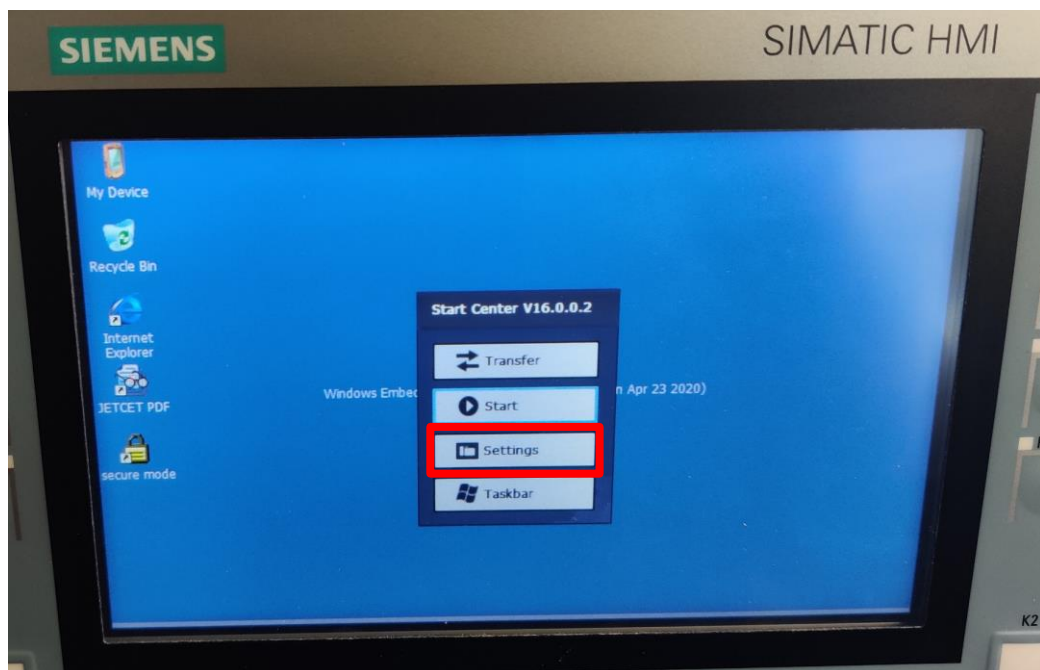 SIEMENS
SIMATIC HMI
My Device
Recycle Bin
Internet
Explorer
JETCET PDF
secure mode
Start Center V16.0.0.2
Transfer
Start
Settings
Taskbar
Windows Embe
Apr 23 2020)
K2